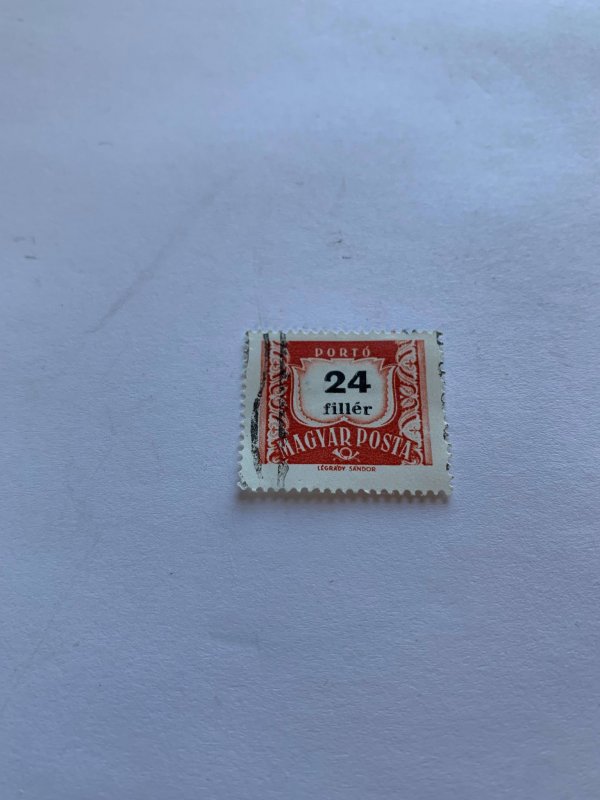 PORTÓ
24
fillér
MAGYAR POSTA
LÉGRÁDY SÁNDOR